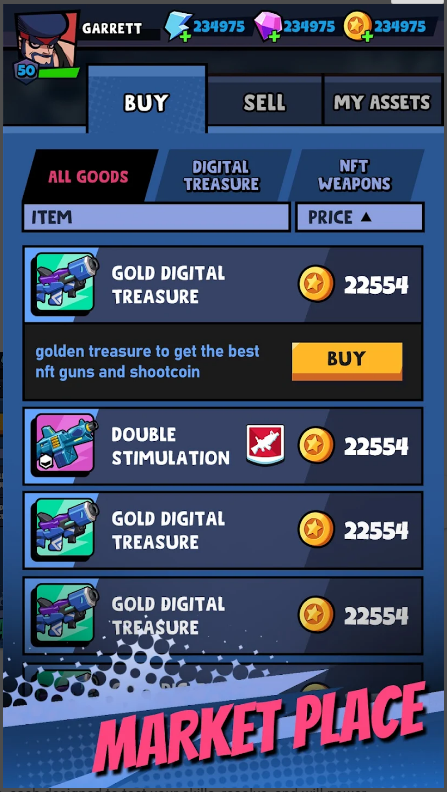 GARRETT
234975
234975
234975
50
BUY
SELL
MY ASSETS
ALL GOODS
DIGITAL
TREASURE
NFT
WEAPONS
ITEM
PRICE ▲
GOLD DIGITAL
TREASURE
22554
golden treasure to get the best
nft guns and shootcoin
BUY
DOUBLE
STIMULATION
22554
GOLD DIGITAL
TREASURE
22554
GOLD DIGITAL
TREASURE
22554
MARKET PLACE